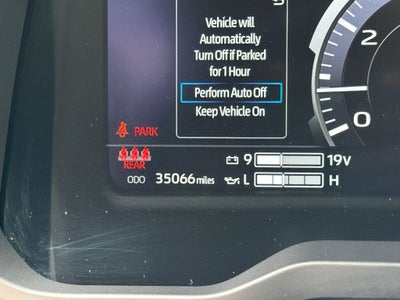 Vehicle will
Automatically
Turn Off if Parked
for 1 Hour
Perform Auto Off
Keep Vehicle On
2
0
PARK
REAR
9 19V
ODO 35066 miles
L H